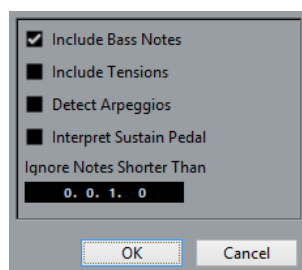 Include Bass Notes
Include Tensions
Detect Arpeggios
Interpret Sustain Pedal
Ignore Notes Shorter Than
0. 0. 1. 0
OK Cancel